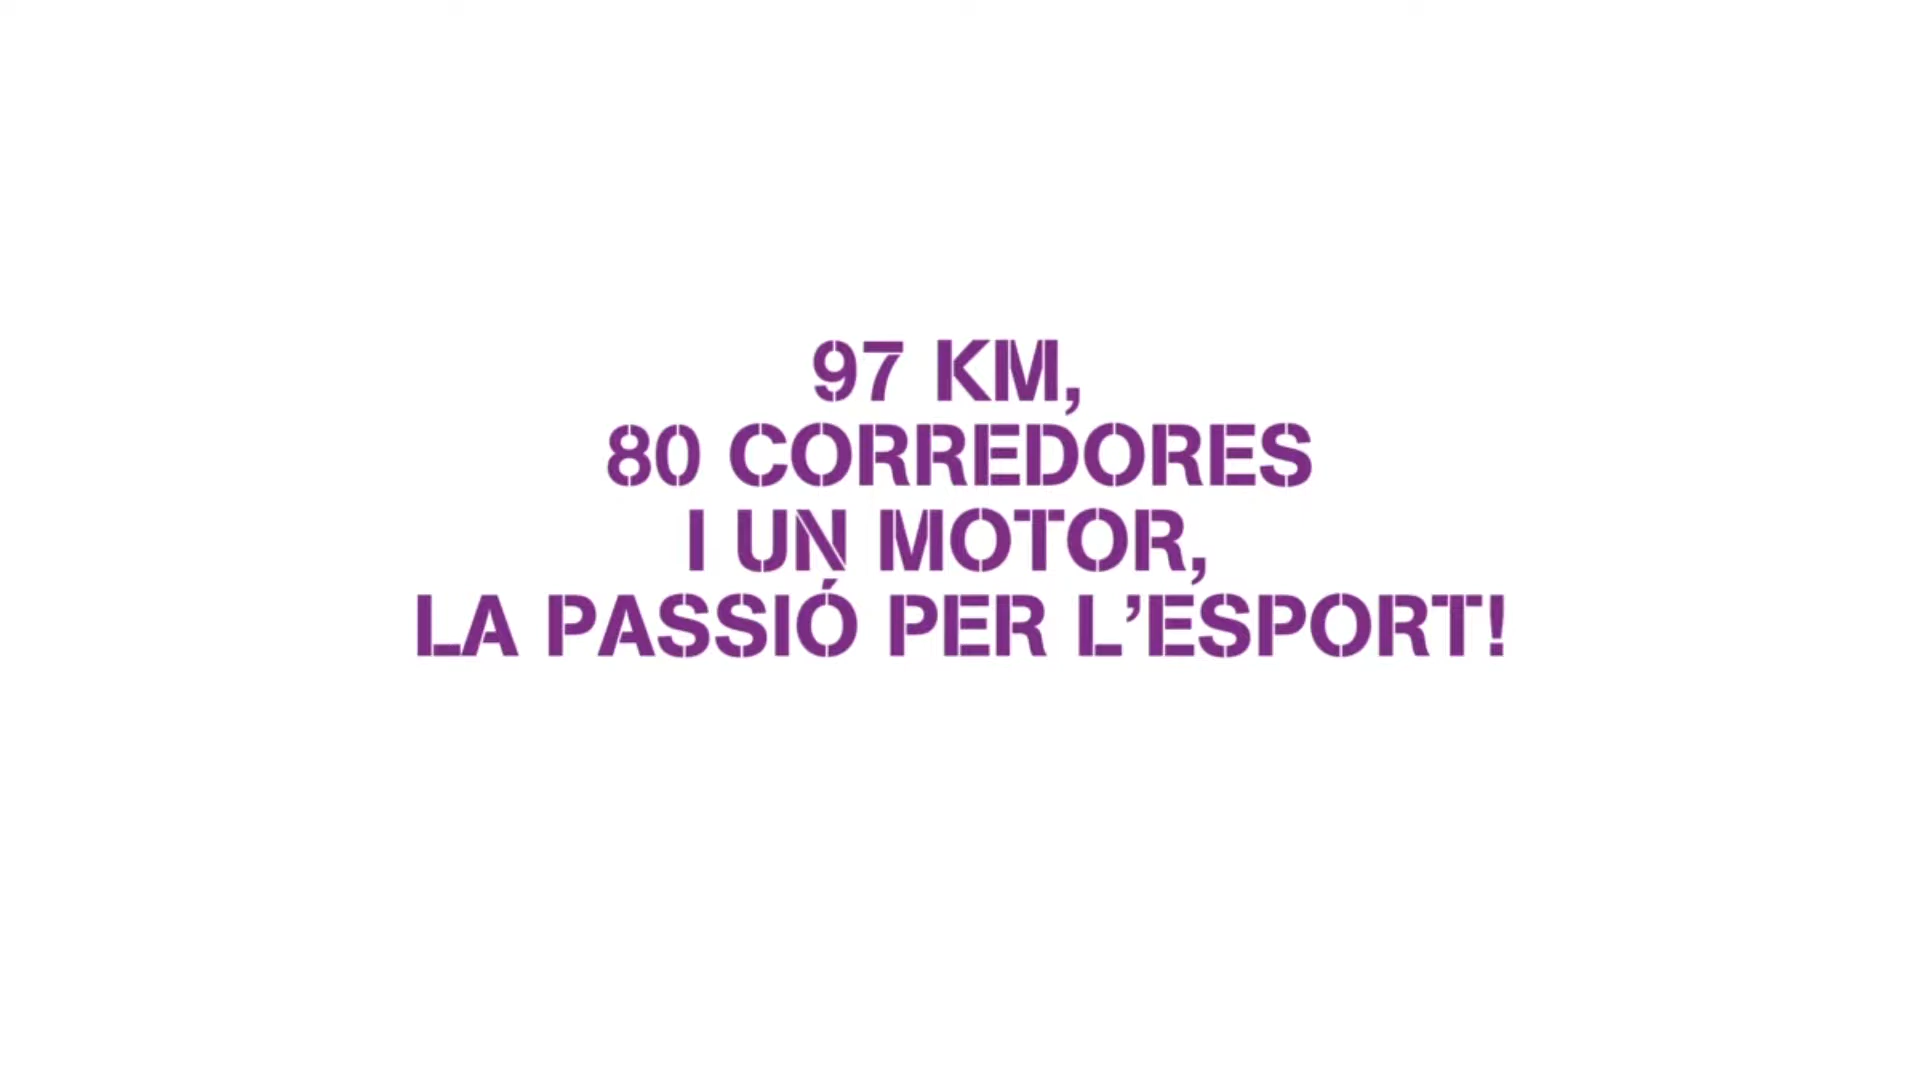 97 KM,
80 CORREDORES
I UN MOTOR,
LA PASSIÓ PER L’ESPORT!